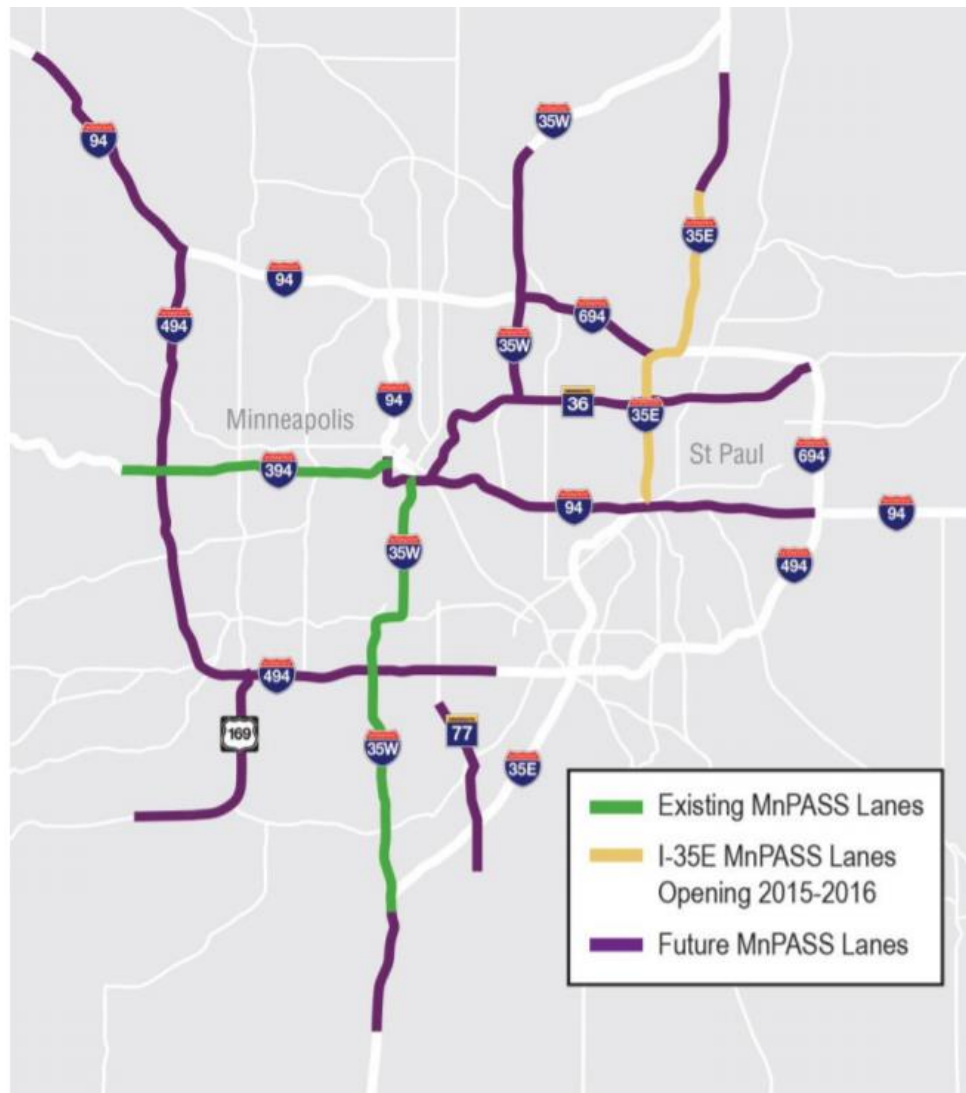 35W
94
35E
94
494
694
35W
94
36
35E
Minneapolis
St Paul
394
694
94
94
35W
494
494
169
77
35W
35E
Existing MnPASS Lanes
I-35E MnPASS Lanes
Opening 2015-2016
Future MnPASS Lanes